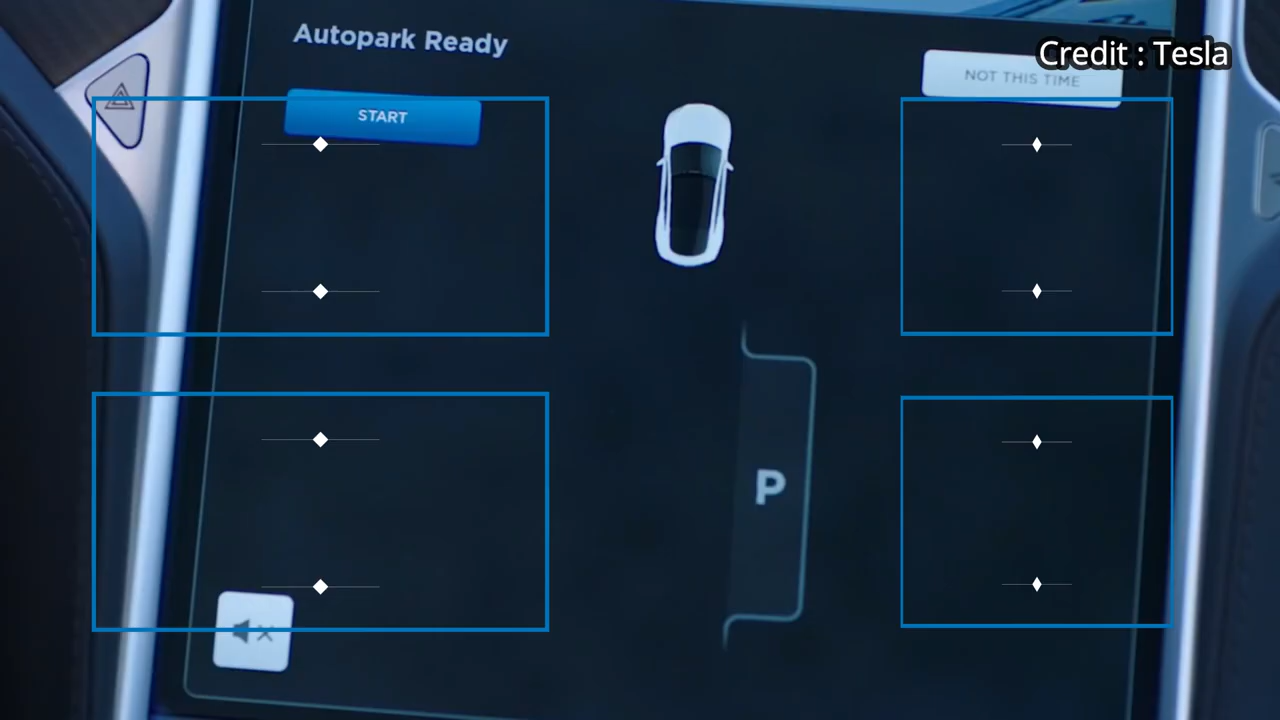 Autopark Ready
Credit : Tesla
NOT THIS TIME
START
P